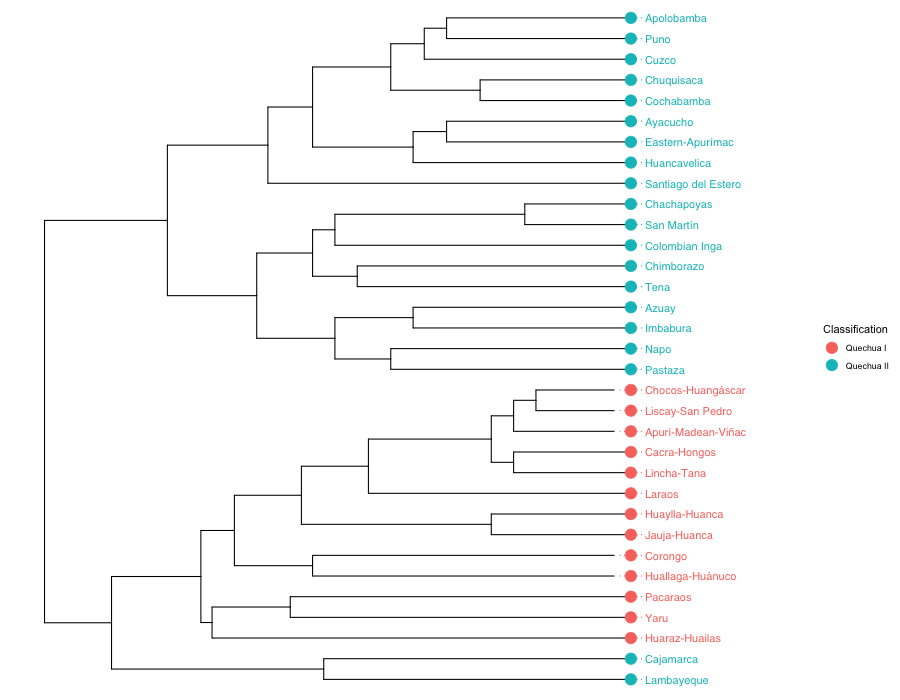 Apolobamba
Puno
Cuzco
Chuquisaca
Cochabamba
Ayacucho
Eastern-Apurímac
Huancavelica
Santiago del Estero
Chachapoyas
San Martín
Colombian Inga
Chimborazo
Tena
Azuay
Imbabura
Napo
Pastaza
Chocos-Huangáscar
Liscay-San Pedro
Apurí-Madean-Viñac
Cacra-Hongos
Lincha-Tana
Laraos
Huaylla-Huanca
Jauja-Huanca
Corongo
Huallaga-Huánuco
Pacaraos
Yaru
Huaraz-Huailas
Cajamarca
Lambayeque
Classification
Quechua I
Quechua II